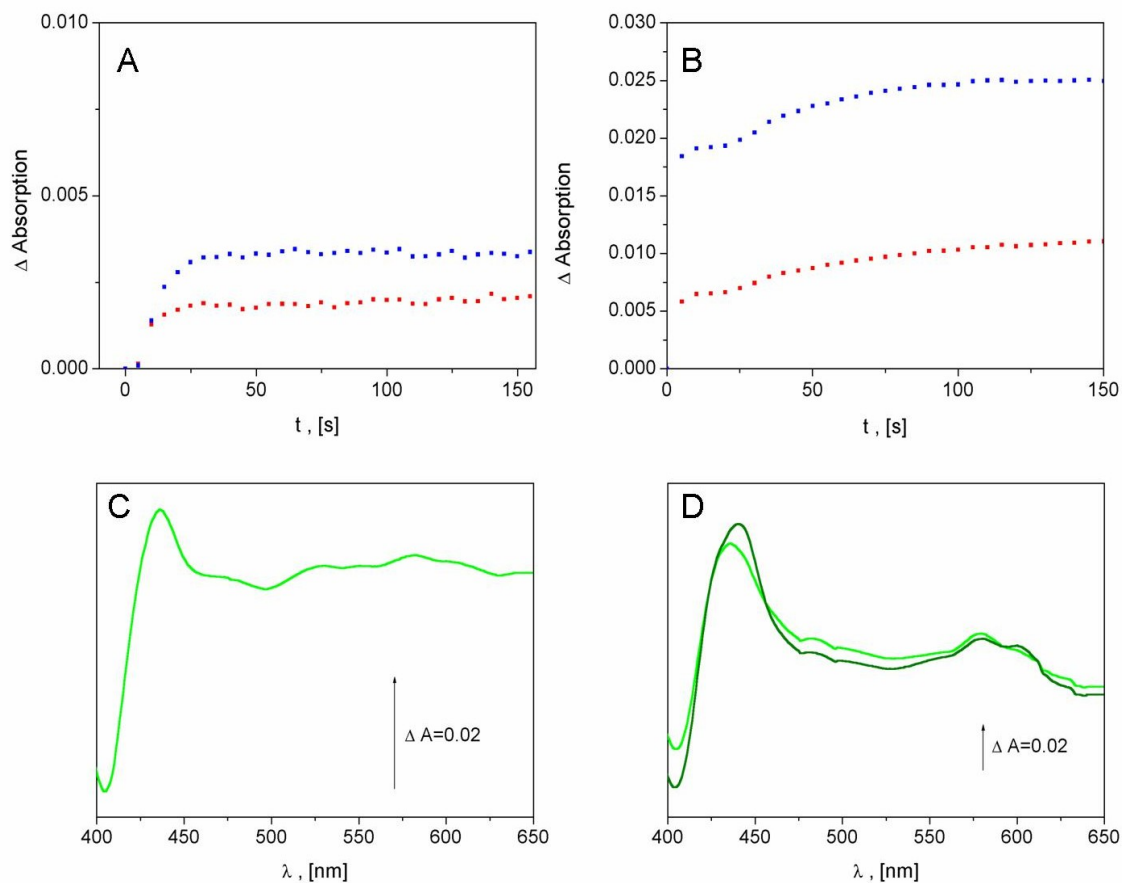 A
Δ Absorption
0.010
0.005
0.000
0 50 100 150
t , [s]
B
Δ Absorption
0.030
0.025
0.020
0.015
0.010
0.005
0.000
0 50 100 150
t , [s]
C
Δ A=0.02
400 450 500 550 600 650
λ , [nm]
D
Δ A=0.02
400 450 500 550 600 650
λ , [nm]